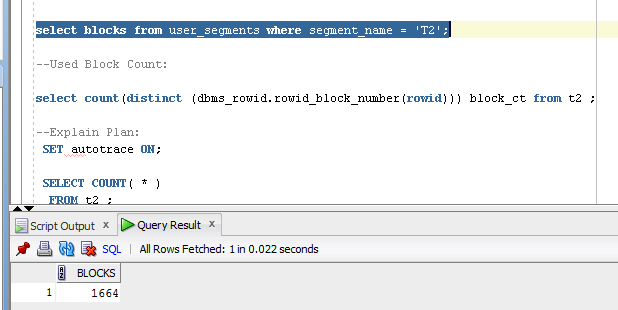 select blocks from user_segments where segment_name = 'T2';
--Used Block Count:
select count(distinct (dbms_rowid.rowid_block_number(rowid))) block_ct from t2 ;
--Explain Plan:
SET autotrace ON;
SELECT COUNT( * )
FROM t2 ;
Script Output x Query Result x
SQL | All Rows Fetched: 1 in 0.022 seconds
BLOCKS
1 1664